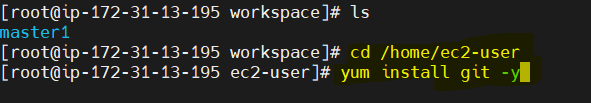 [root@ip-172-31-13-195 workspace]# ls
master1
[root@ip-172-31-13-195 workspace]# cd /home/ec2-user
[root@ip-172-31-13-195 ec2-user]# yum install git -y